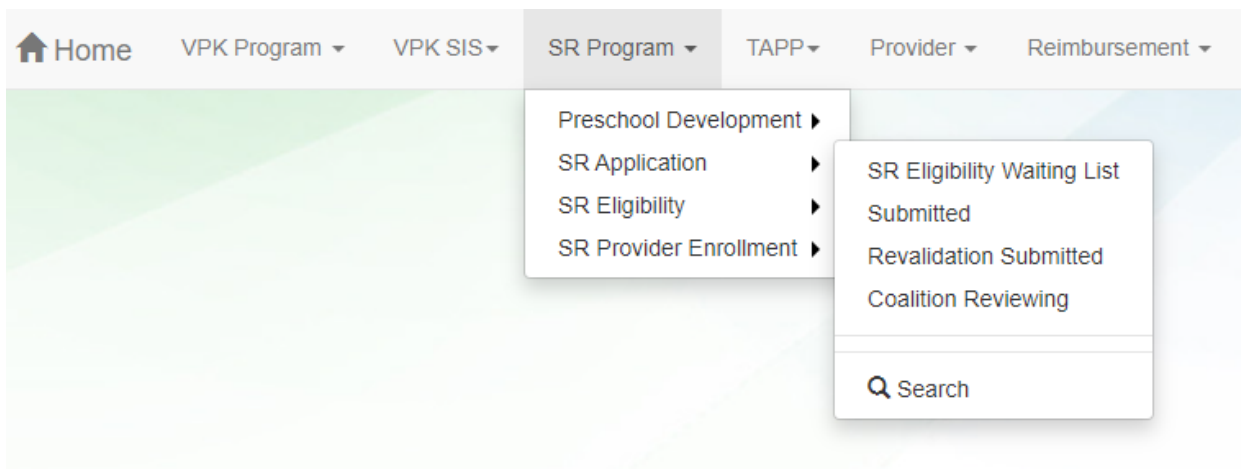 Home VPK Program VPK SIS SR Program TAPP Provider Reimbursement
Preschool Development
SR Application
SR Eligibility
SR Provider Enrollment
SR Eligibility Waiting List
Submitted
Revalidation Submitted
Coalition Reviewing
Search